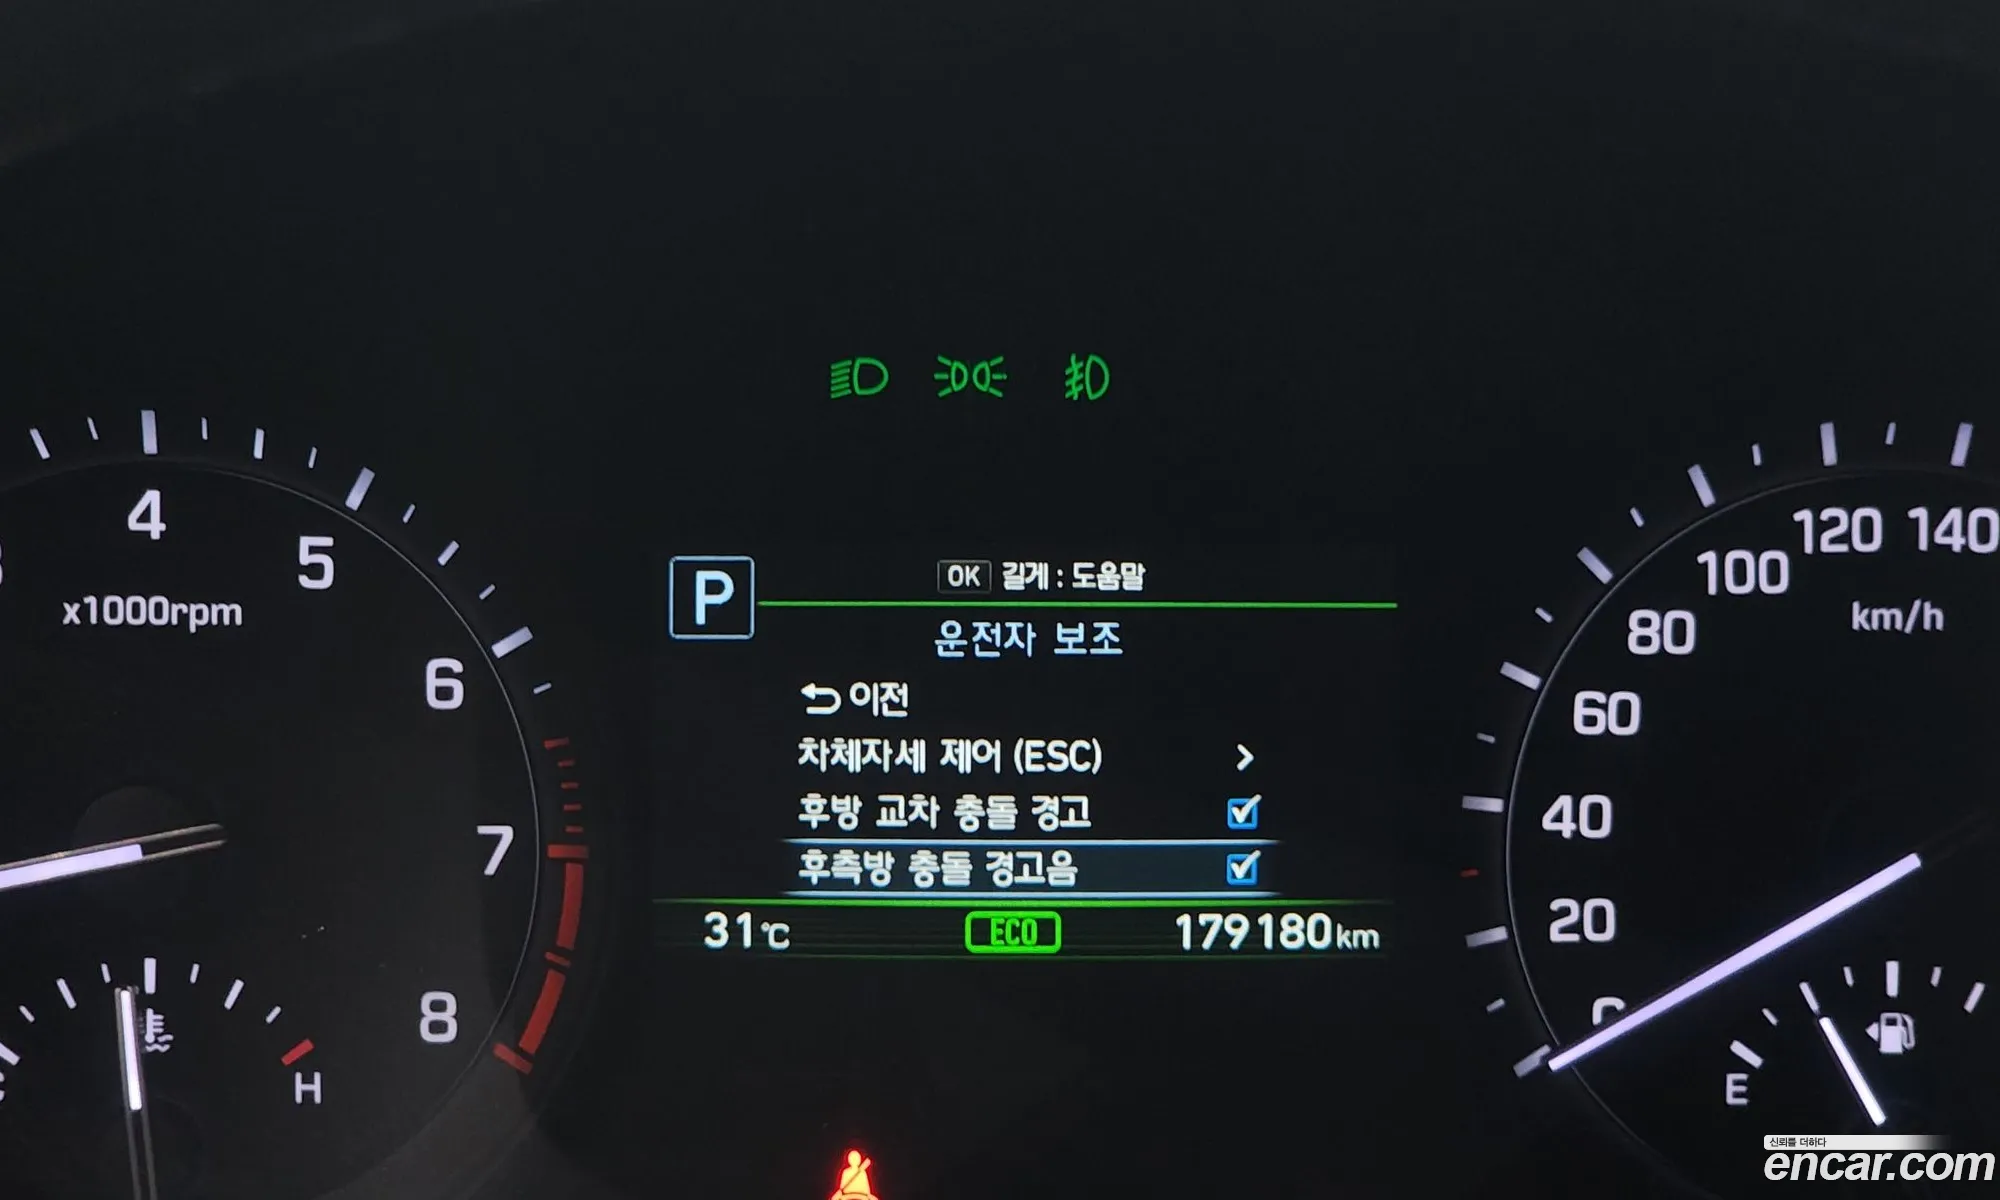 4
5
x1000rpm
6
7
8
H
P
OK 길게 : 도움말
운전자 보조
이전
차체자세 제어 (ESC)
후방 교차 충돌 경고
후측방 충돌 경고음
31℃
ECO
179180km
140
120
100
km/h
80
60
40
20
E
신뢰를 더하다
encar.com